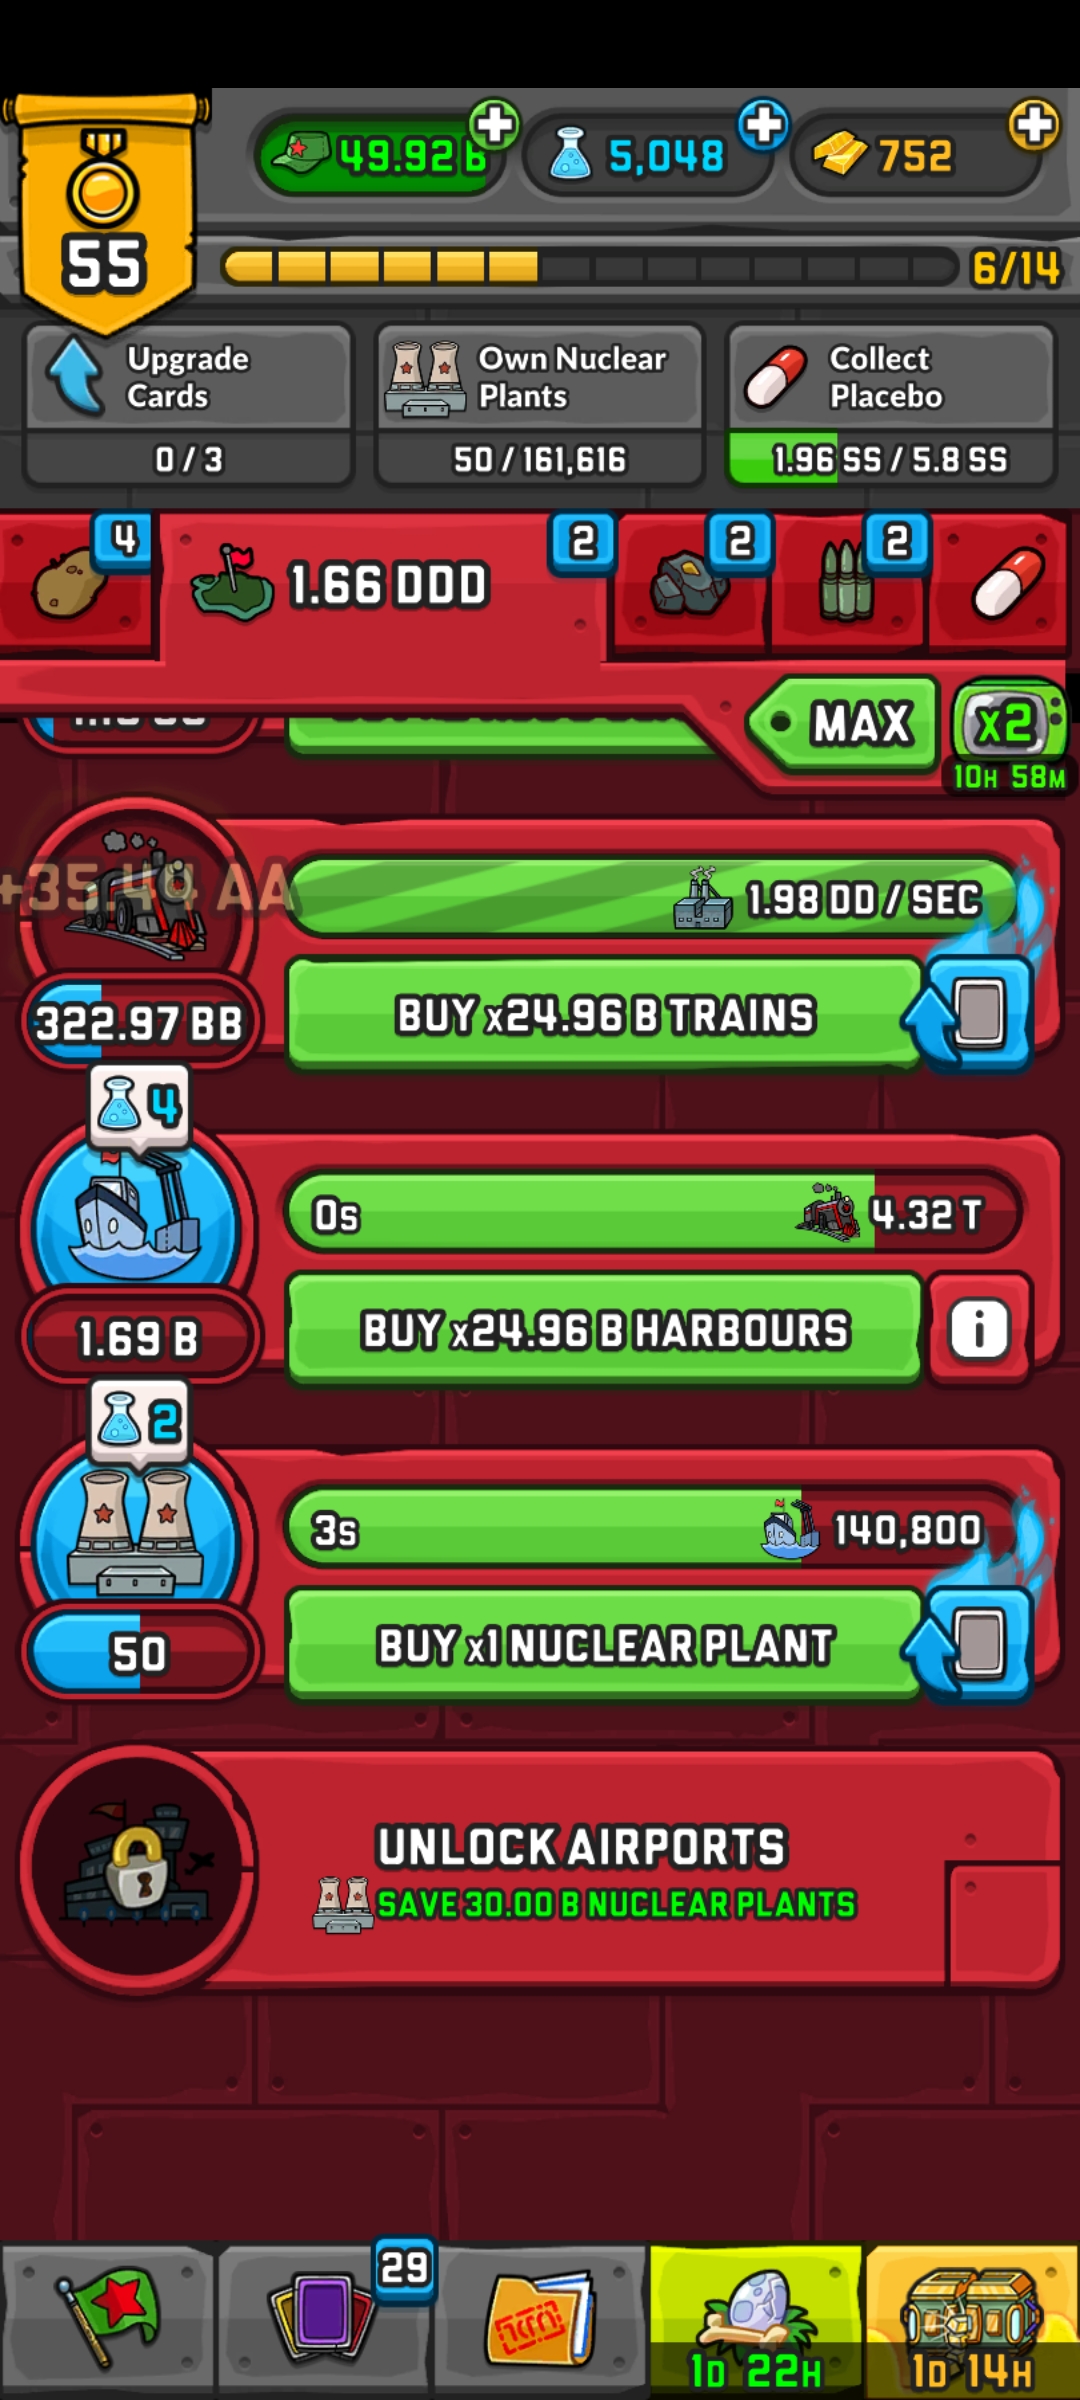 49.92 B
5,048
752
55
6/14
Upgrade Cards
Own Nuclear Plants
Collect Placebo
0 / 3
50 / 161,616
1.96 SS / 5.8 SS
4
2
2
2
1.66 DDD
MAX
x2
10H 58M
+35.44 AA
1.98 DD / SEC
BUY x24.96 B TRAINS
322.97 BB
4
0s
4.32 T
BUY x24.96 B HARBOURS
i
1.69 B
2
3s
140,800
BUY x1 NUCLEAR PLANT
50
UNLOCK AIRPORTS
SAVE 30.00 B NUCLEAR PLANTS
29
1D 22H
1D 14H